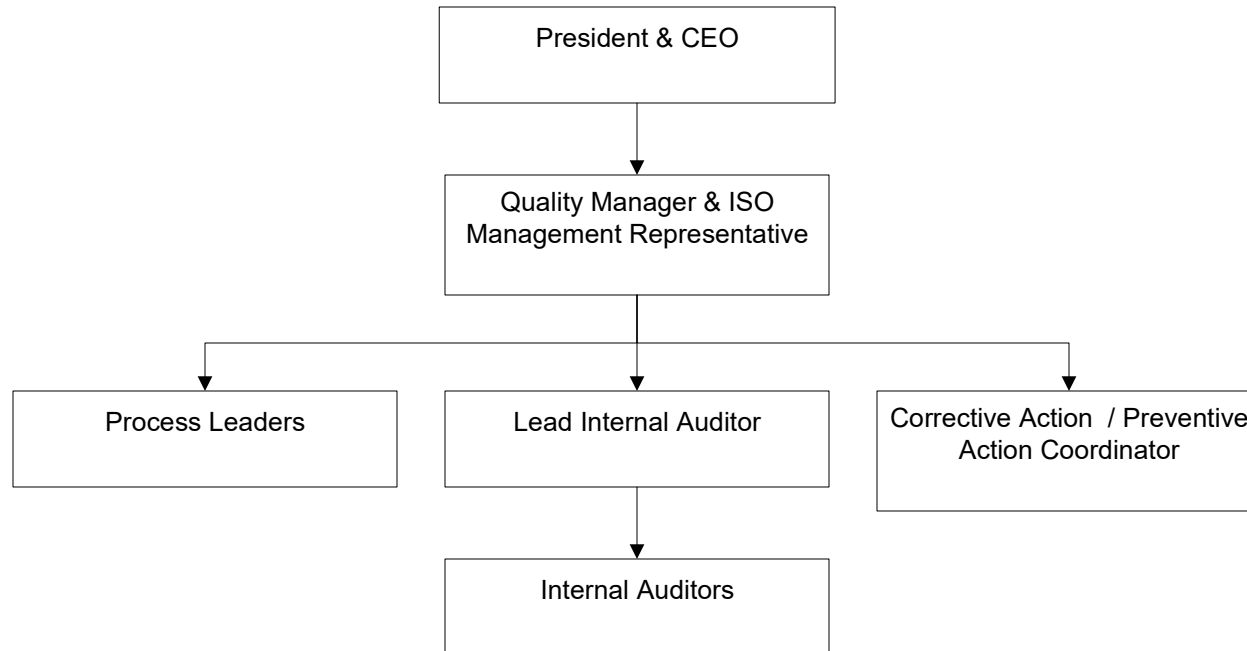 President & CEO
Quality Manager & ISO
Management Representative
Process Leaders
Lead Internal Auditor
Corrective Action  / Preventive
Action Coordinator
Internal Auditors